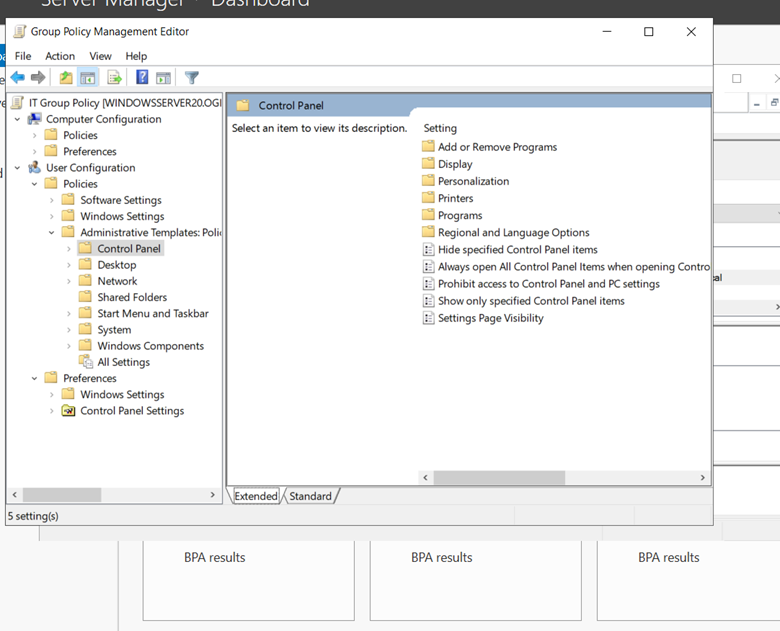 Server Manager · Dashboard
Group Policy Management Editor
File Action View Help
IT Group Policy [WINDOWSSERVER20.OGI
Computer Configuration
Policies
Preferences
User Configuration
Policies
Software Settings
Windows Settings
Administrative Templates: Polic
Control Panel
Desktop
Network
Shared Folders
Start Menu and Taskbar
System
Windows Components
All Settings
Preferences
Windows Settings
Control Panel Settings
Control Panel
Select an item to view its description.
Setting
Add or Remove Programs
Display
Personalization
Printers
Programs
Regional and Language Options
Hide specified Control Panel items
Always open All Control Panel Items when opening Contro
Prohibit access to Control Panel and PC settings
Show only specified Control Panel items
Settings Page Visibility
Extended Standard
5 setting(s)
BPA results
BPA results
BPA results